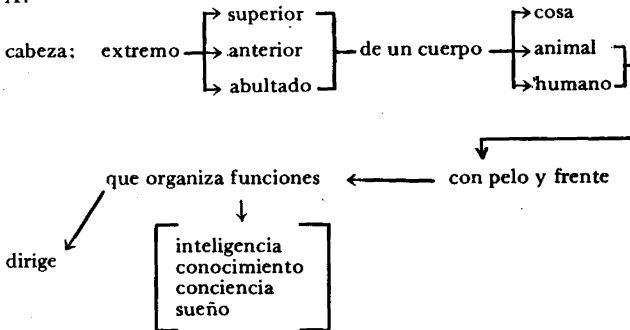 superior
cabeza: extremo anterior de un cuerpo animal
abultado humano
cosa
que organiza funciones con pelo y frente
dirige
inteligencia
conocimiento
conciencia
sueño